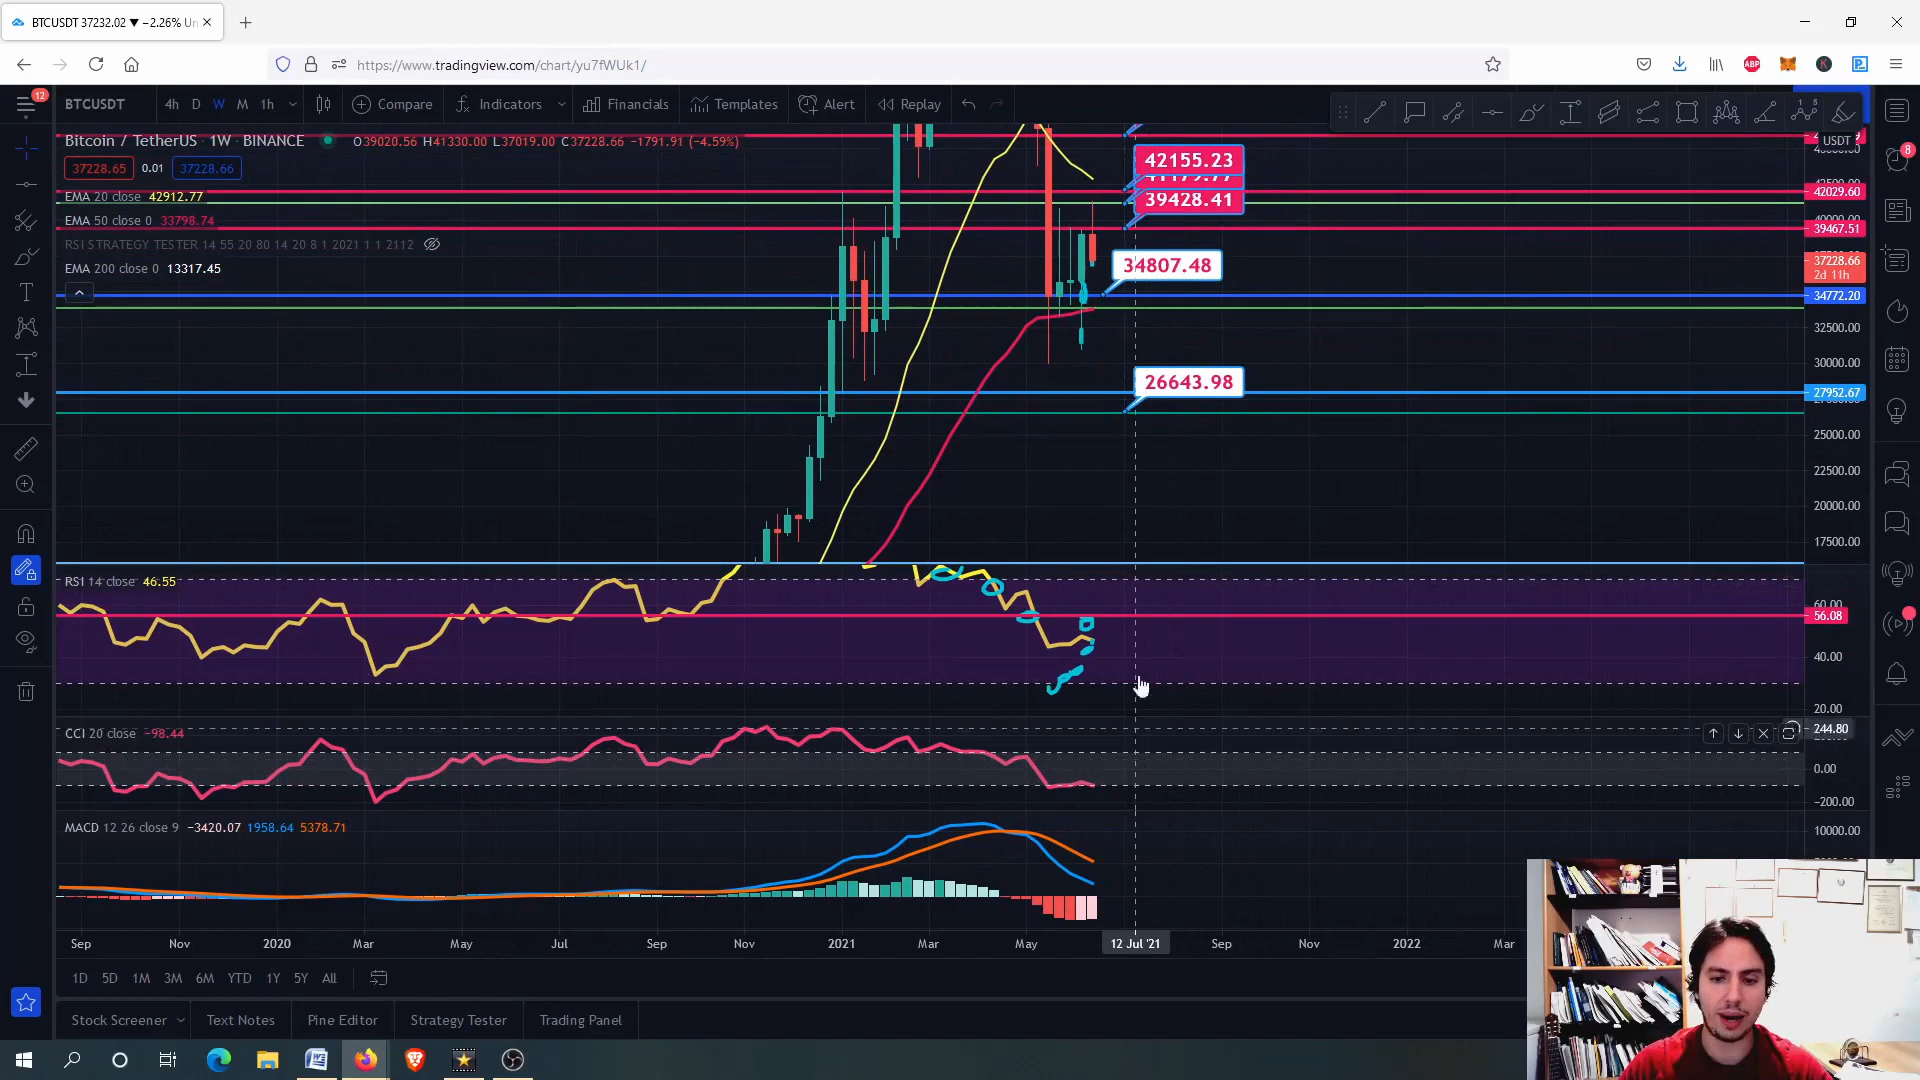 BTCUSDT 37232.02 ▼ −2.26% Un
https://www.tradingview.com/chart/yu7fWUk1/
12
BTCUSDT 4h D W M 1h Compare Indicators Financials Templates Alert Replay
Bitcoin / TetherUS · 1W · BINANCE O39020.56 H41330.00 L37019.00 C37228.66 −1791.91 (−4.59%)
USDT
37228.65 0.01 37228.66
EMA 20 close 42912.77
EMA 50 close 0 33798.74
RSI STRATEGY TESTER 14 55 20 80 14 20 8 1 2021 1 1 2112
EMA 200 close 0 13317.45
42155.23
39428.41
34807.48
26643.98
42029.60
40000.00
39467.51
37228.66
2d 11h
34772.20
32500.00
30000.00
27952.67
25000.00
22500.00
20000.00
17500.00
RSI 14 close 46.55
60.00
56.08
40.00
20.00
CCI 20 close −98.44
244.80
0.00
−200.00
MACD 12 26 close 9 −3420.07 1958.64 5378.71
10000.00
Sep Nov 2020 Mar May Jul Sep Nov 2021 Mar May 12 Jul '21 Sep Nov 2022 Mar
1D 5D 1M 3M 6M YTD 1Y 5Y All
Stock Screener Text Notes Pine Editor Strategy Tester Trading Panel
ABP
K
8